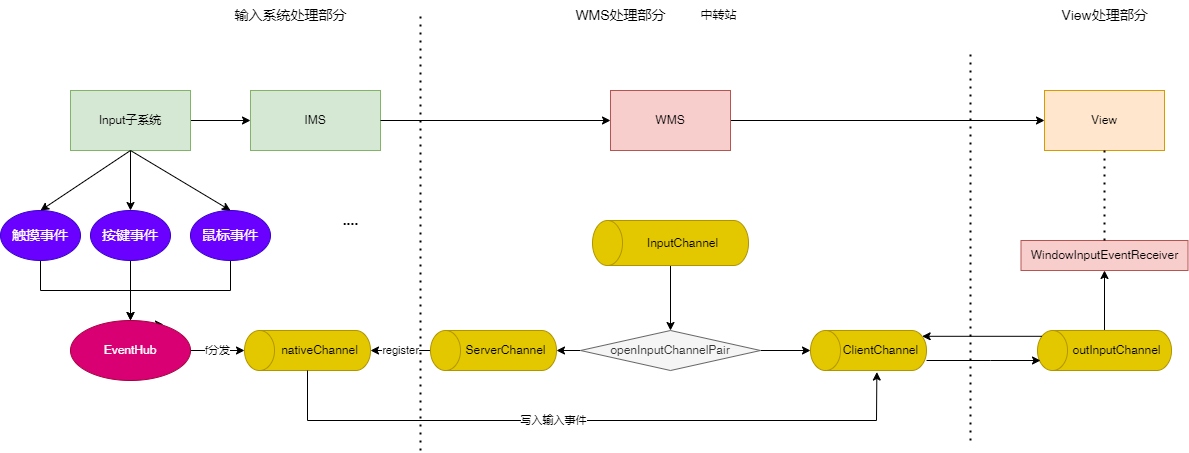 输入系统处理部分
WMS处理部分
中转站
View处理部分
Input子系统
IMS
WMS
View
触摸事件
按键事件
鼠标事件
....
InputChannel
WindowInputEventReceiver
EventHub
f分发
nativeChannel
register
ServerChannel
openInputChannelPair
ClientChannel
outInputChannel
写入输入事件